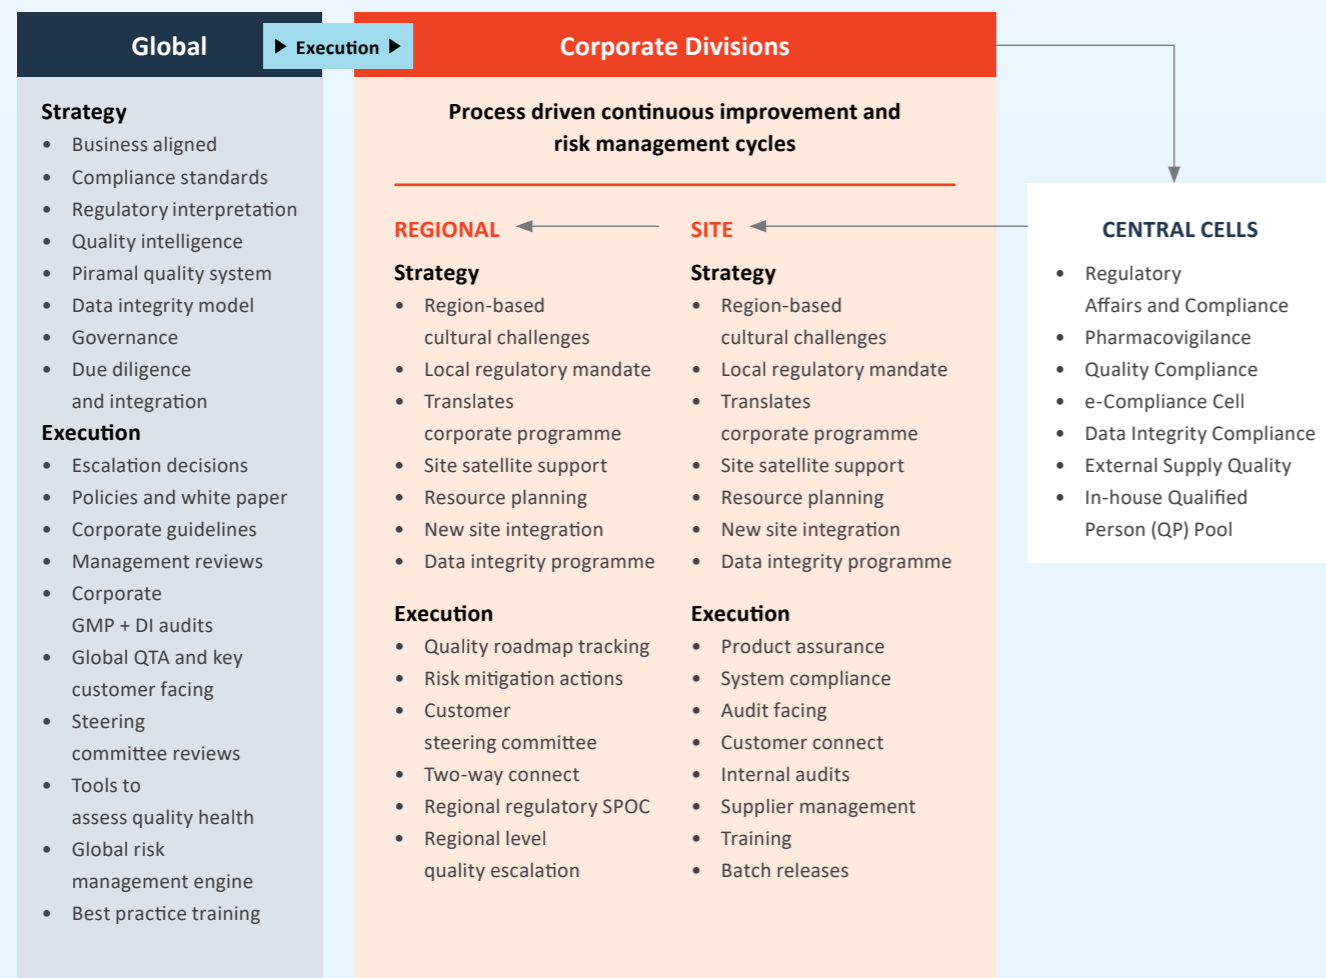 Global
Execution
Corporate Divisions
Strategy
• Business aligned
• Compliance standards
• Regulatory interpretation
• Quality intelligence
• Piramal quality system
• Data integrity model
• Governance
• Due diligence
and integration
Execution
• Escalation decisions
• Policies and white paper
• Corporate guidelines
• Management reviews
• Corporate
GMP + DI audits
• Global QTA and key
customer facing
• Steering
committee reviews
• Tools to
assess quality health
• Global risk
management engine
• Best practice training
Process driven continuous improvement and
risk management cycles
REGIONAL
Strategy
• Region-based
cultural challenges
• Local regulatory mandate
• Translates
corporate programme
• Site satellite support
• Resource planning
• New site integration
• Data integrity programme
Execution
• Quality roadmap tracking
• Risk mitigation actions
• Customer
steering committee
• Two-way connect
• Regional regulatory SPOC
• Regional level
quality escalation
SITE
Strategy
• Region-based
cultural challenges
• Local regulatory mandate
• Translates
corporate programme
• Site satellite support
• Resource planning
• New site integration
• Data integrity programme
Execution
• Product assurance
• System compliance
• Audit facing
• Customer connect
• Internal audits
• Supplier management
• Training
• Batch releases
CENTRAL CELLS
• Regulatory
Affairs and Compliance
• Pharmacovigilance
• Quality Compliance
• e-Compliance Cell
• Data Integrity Compliance
• External Supply Quality
• In-house Qualified
Person (QP) Pool